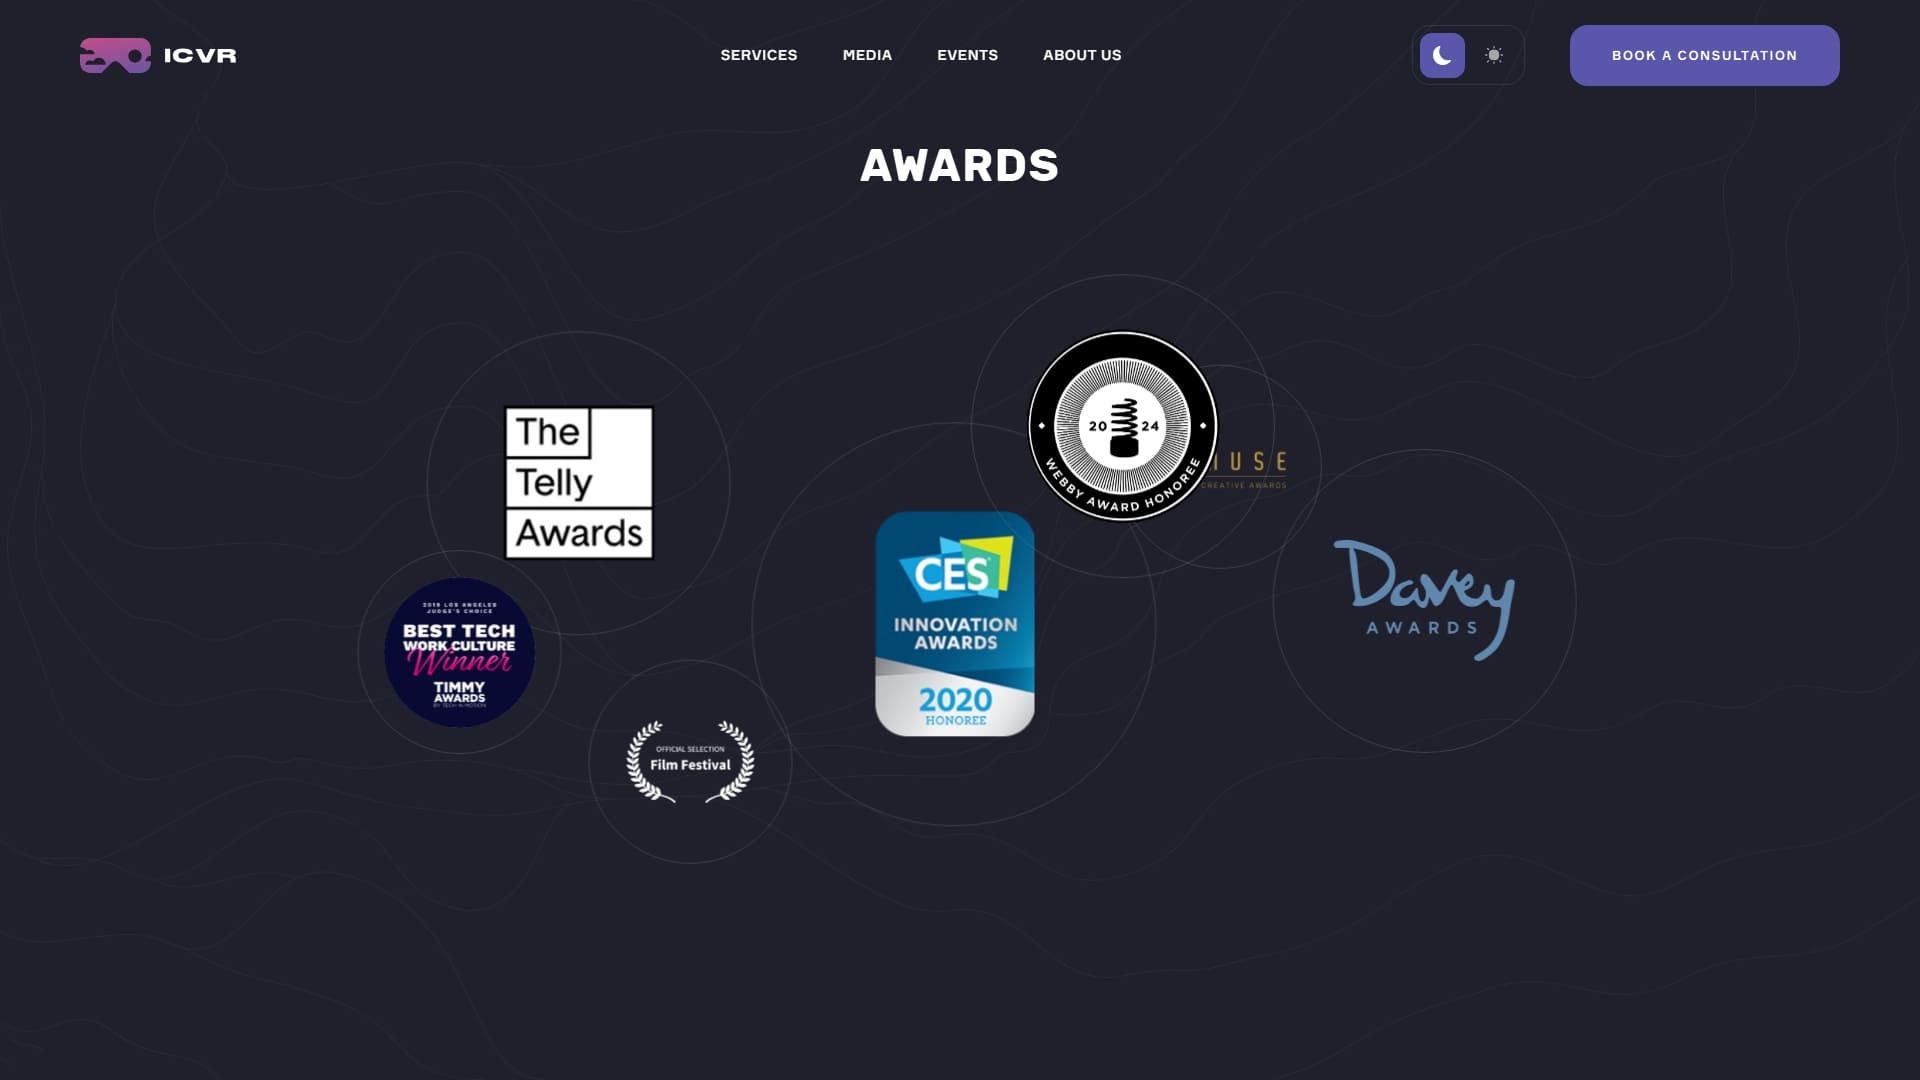 ICVR
SERVICES
MEDIA
EVENTS
ABOUT US
BOOK A CONSULTATION
AWARDS
The
Telly
Awards
2024
WEBBY AWARD HONOREE
USE
CREATIVE AWARDS
CES
INNOVATION
AWARDS
2020
HONOREE
Davey
AWARDS
2019 LOS ANGELES
JUDGE'S CHOICE
BEST TECH
WORK CULTURE
Winner
TIMMY
AWARDS
BY TECH IN MOTION
OFFICIAL SELECTION
Film Festival